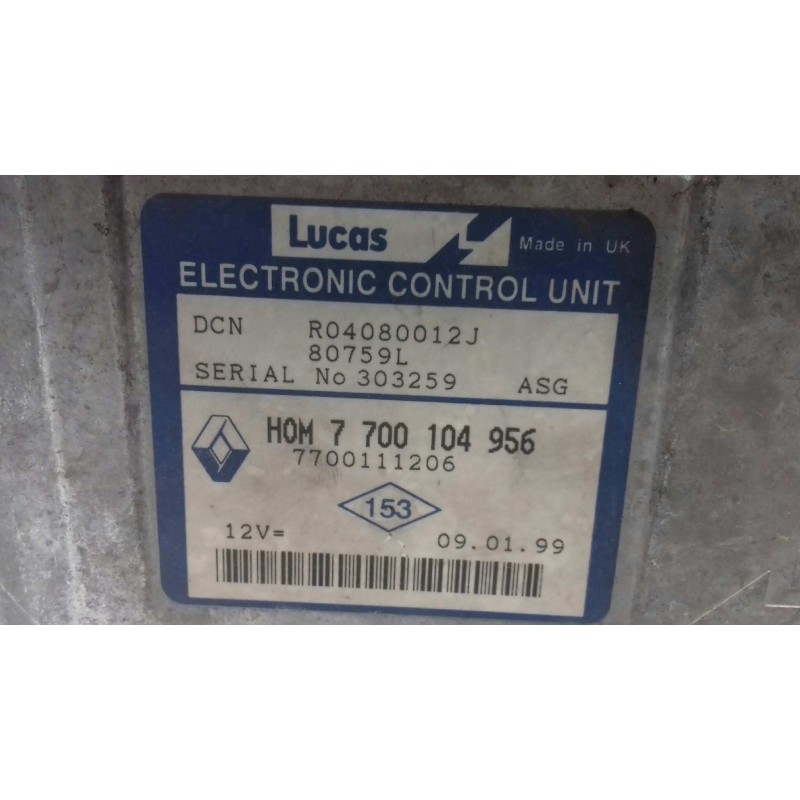 Lucas Made in UK
ELECTRONIC CONTROL UNIT
DCN R04080012J
80759L
SERIAL No 303259 ASG
HOM 7 700 104 956
7700111206
153
12V= 09.01.99